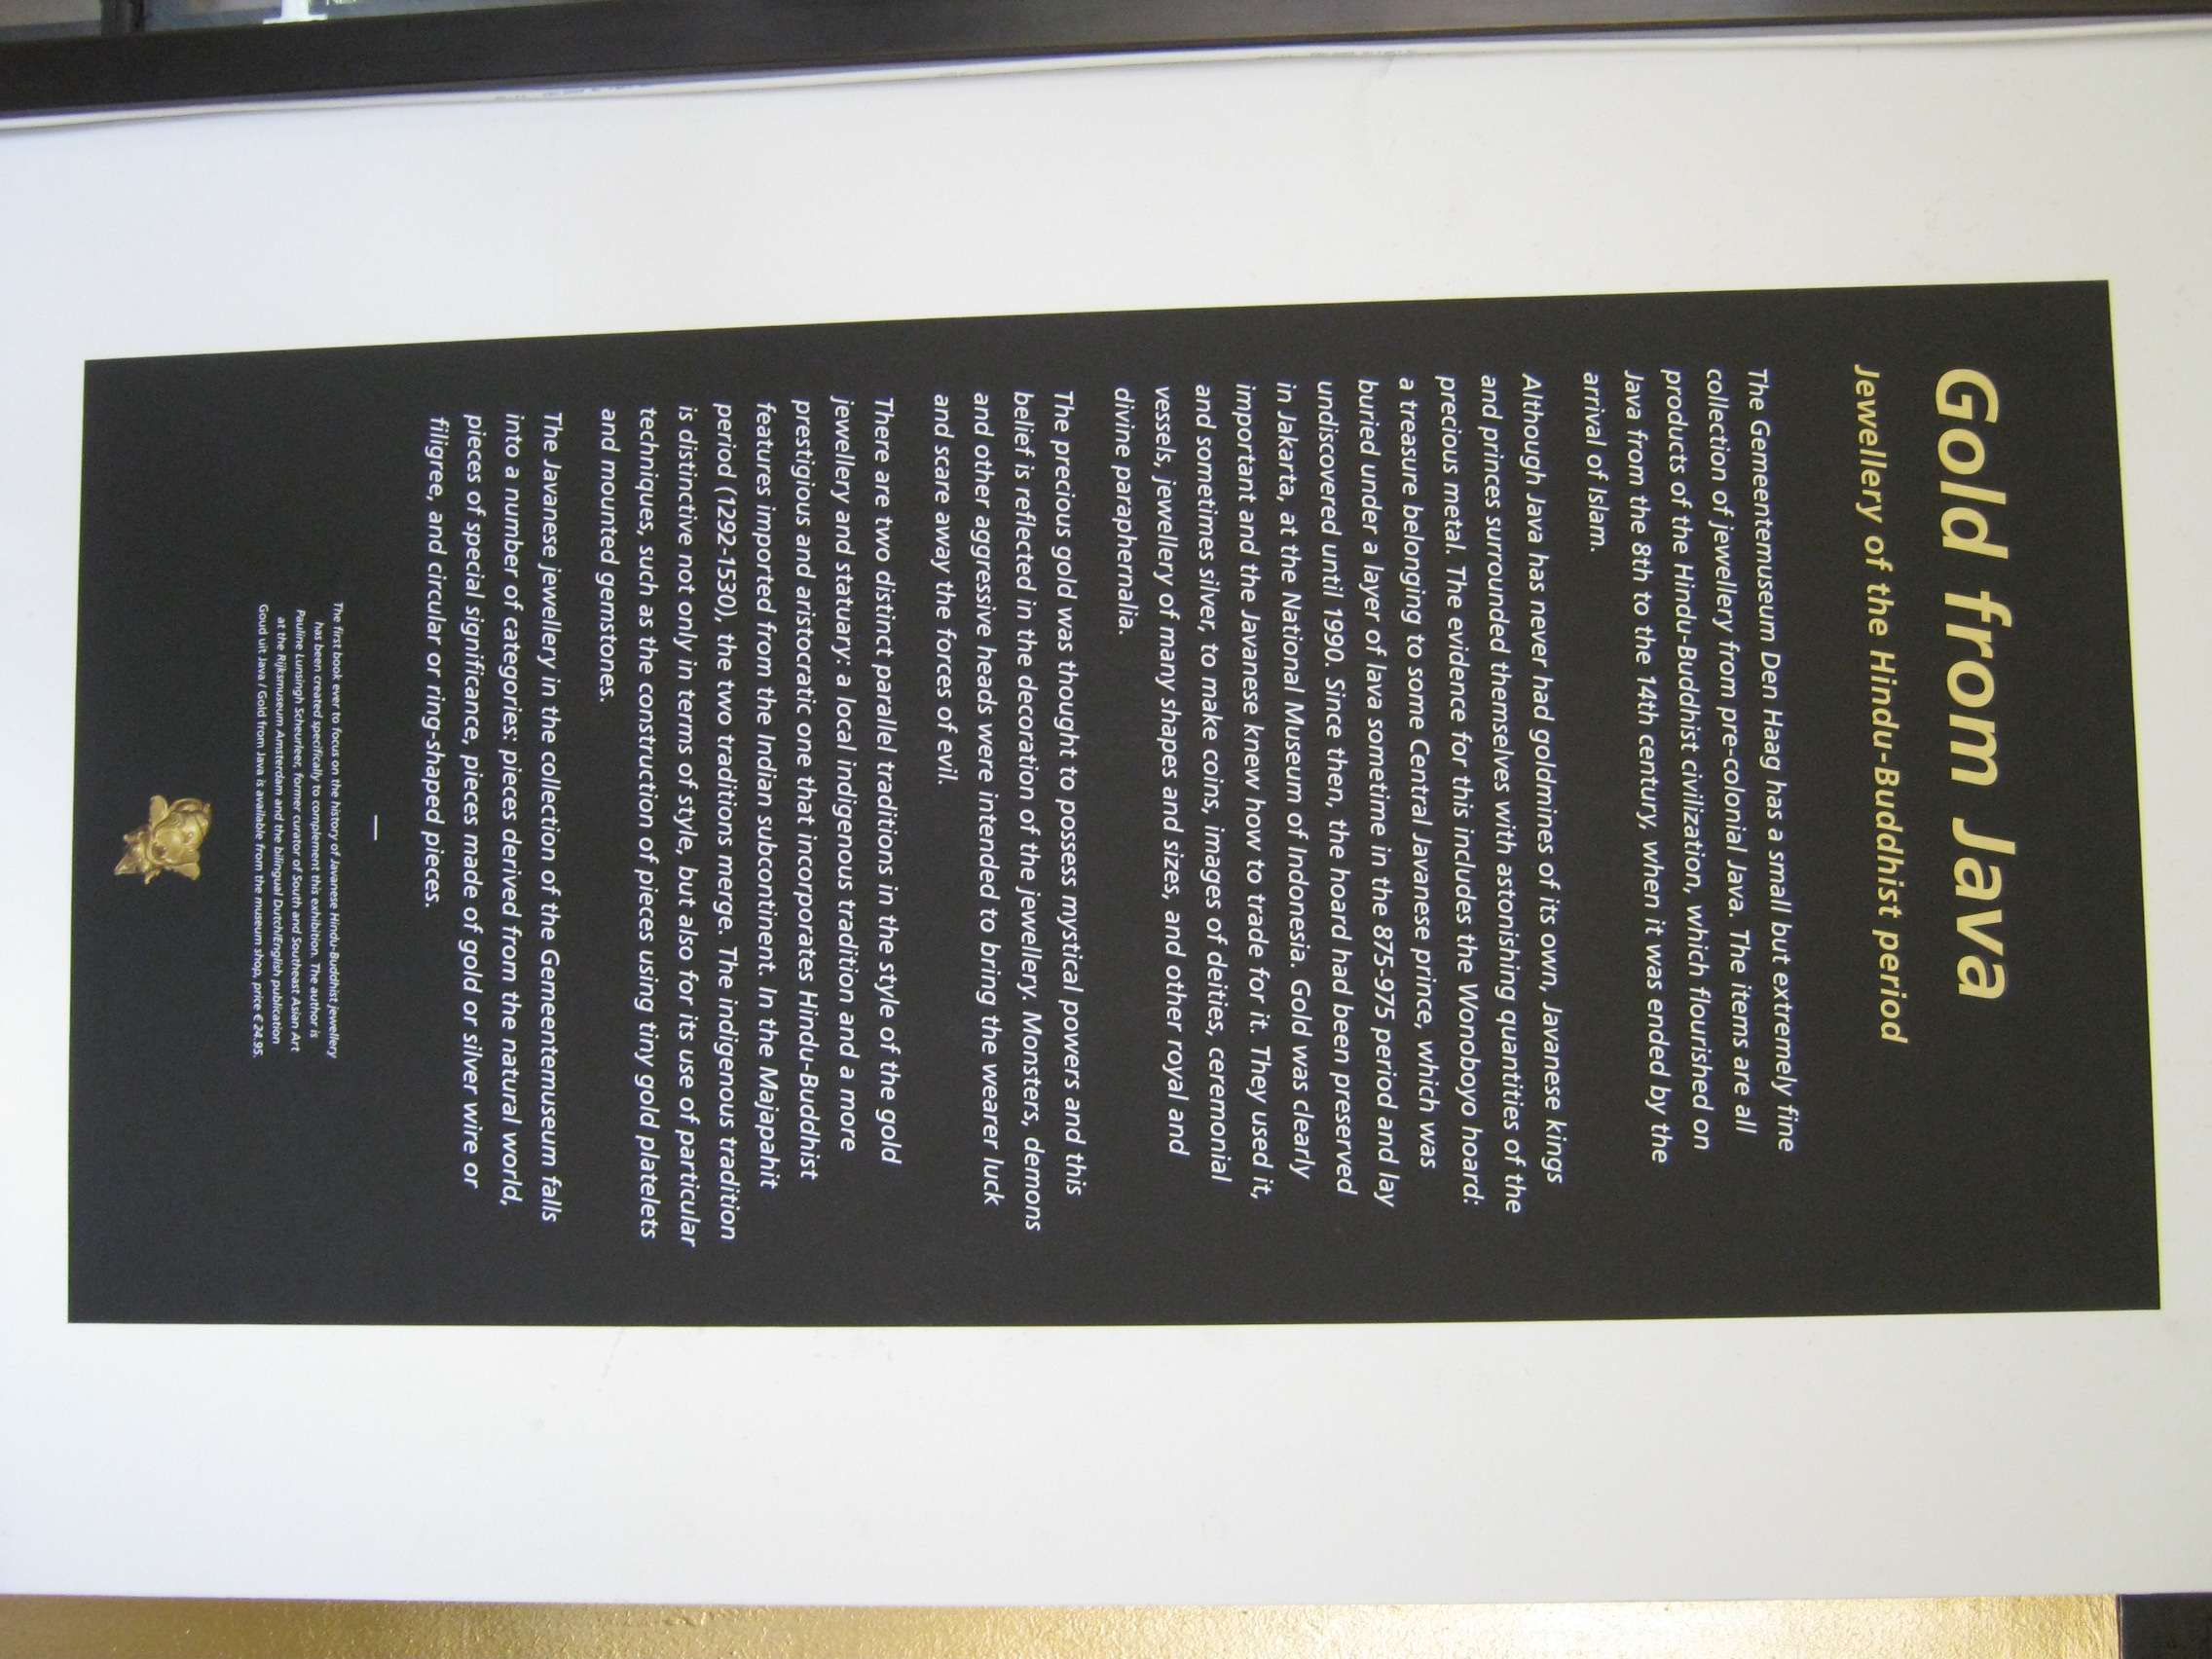 Gold from Java
Jewellery of the Hindu-Buddhist period
The Gemeentemuseum Den Haag has a small but extremely fine
collection of jewellery from pre-colonial Java. The items are all
products of the Hindu-Buddhist civilization, which flourished on
Java from the 8th to the 14th century, when it was ended by the
arrival of Islam.
Although Java has never had goldmines of its own, Javanese kings
and princes surrounded themselves with astonishing quantities of the
precious metal. The evidence for this includes the Wonoboyo hoard:
a treasure belonging to some Central Javanese prince, which was
buried under a layer of lava sometime in the 875-975 period and lay
undiscovered until 1990. Since then, the hoard had been preserved
in Jakarta, at the National Museum of Indonesia. Gold was clearly
important and the Javanese knew how to trade for it. They used it,
and sometimes silver, to make coins, images of deities, ceremonial
vessels, jewellery of many shapes and sizes, and other royal and
divine paraphernalia.
The precious gold was thought to possess mystical powers and this
belief is reflected in the decoration of the jewellery. Monsters, demons
and other aggressive heads were intended to bring the wearer luck
and scare away the forces of evil.
There are two distinct parallel traditions in the style of the gold
jewellery and statuary: a local indigenous tradition and a more
prestigious and aristocratic one that incorporates Hindu-Buddhist
features imported from the Indian subcontinent. In the Majapahit
period (1292-1530), the two traditions merge. The indigenous tradition
is distinctive not only in terms of style, but also for its use of particular
techniques, such as the construction of pieces using tiny gold platelets
and mounted gemstones.
The Javanese jewellery in the collection of the Gemeentemuseum falls
into a number of categories: pieces derived from the natural world,
pieces of special significance, pieces made of gold or silver wire or
filigree, and circular or ring-shaped pieces.
The first book ever to focus on the history of Javanese Hindu-Buddhist jewellery
has been created specifically to complement this exhibition. The author is
Pauline Lunsingh Scheurleer, former curator of South and Southeast Asian Art
at the Rijksmuseum Amsterdam and the bilingual Dutch/English publication
Goud uit Java / Gold from Java is available from the museum shop, price € 24.95.